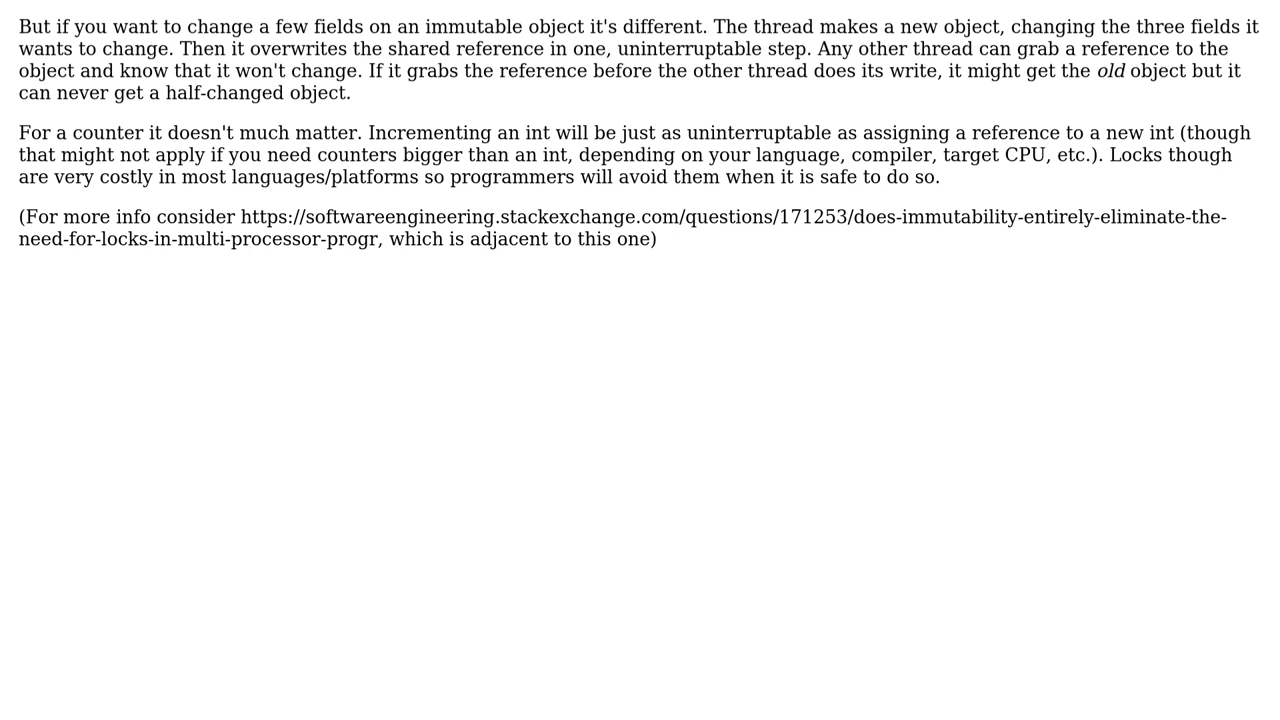 But if you want to change a few fields on an immutable object it's different. The thread makes a new object, changing the three fields it
wants to change. Then it overwrites the shared reference in one, uninterruptable step. Any other thread can grab a reference to the
object and know that it won't change. If it grabs the reference before the other thread does its write, it might get the old object but it
can never get a half-changed object.
For a counter it doesn't much matter. Incrementing an int will be just as uninterruptable as assigning a reference to a new int (though
that might not apply if you need counters bigger than an int, depending on your language, compiler, target CPU, etc.). Locks though
are very costly in most languages/platforms so programmers will avoid them when it is safe to do so.
(For more info consider https://softwareengineering.stackexchange.com/questions/171253/does-immutability-entirely-eliminate-the-
need-for-locks-in-multi-processor-progr, which is adjacent to this one)